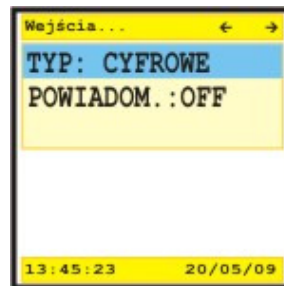 Wejścia... ← →
TYP: CYFROWE
POWIADOM.:OFF
13:45:23 20/05/09